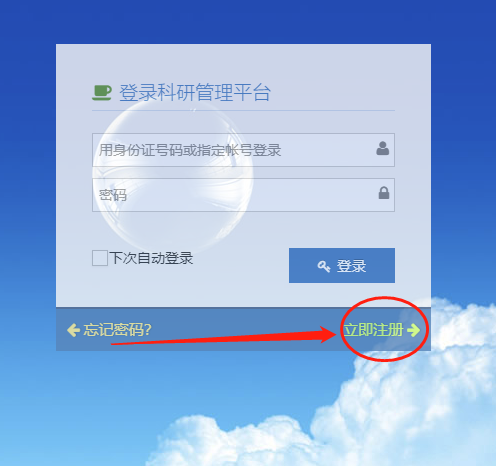 登录科研管理平台
用身份证号码或指定帐号登录
密码
下次自动登录
登录
忘记密码?
立即注册